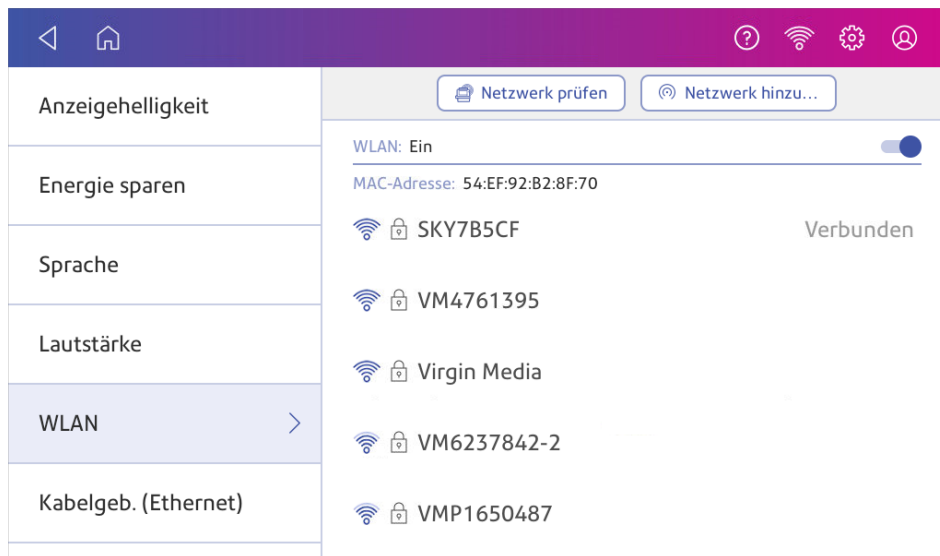 Anzeigehelligkeit
Energie sparen
Sprache
Lautstärke
WLAN
Kabelgeb. (Ethernet)
Netzwerk prüfen
Netzwerk hinzu...
WLAN: Ein
MAC-Adresse: 54:EF:92:B2:8F:70
SKY7B5CF Verbunden
VM4761395
Virgin Media
VM6237842-2
VMP1650487